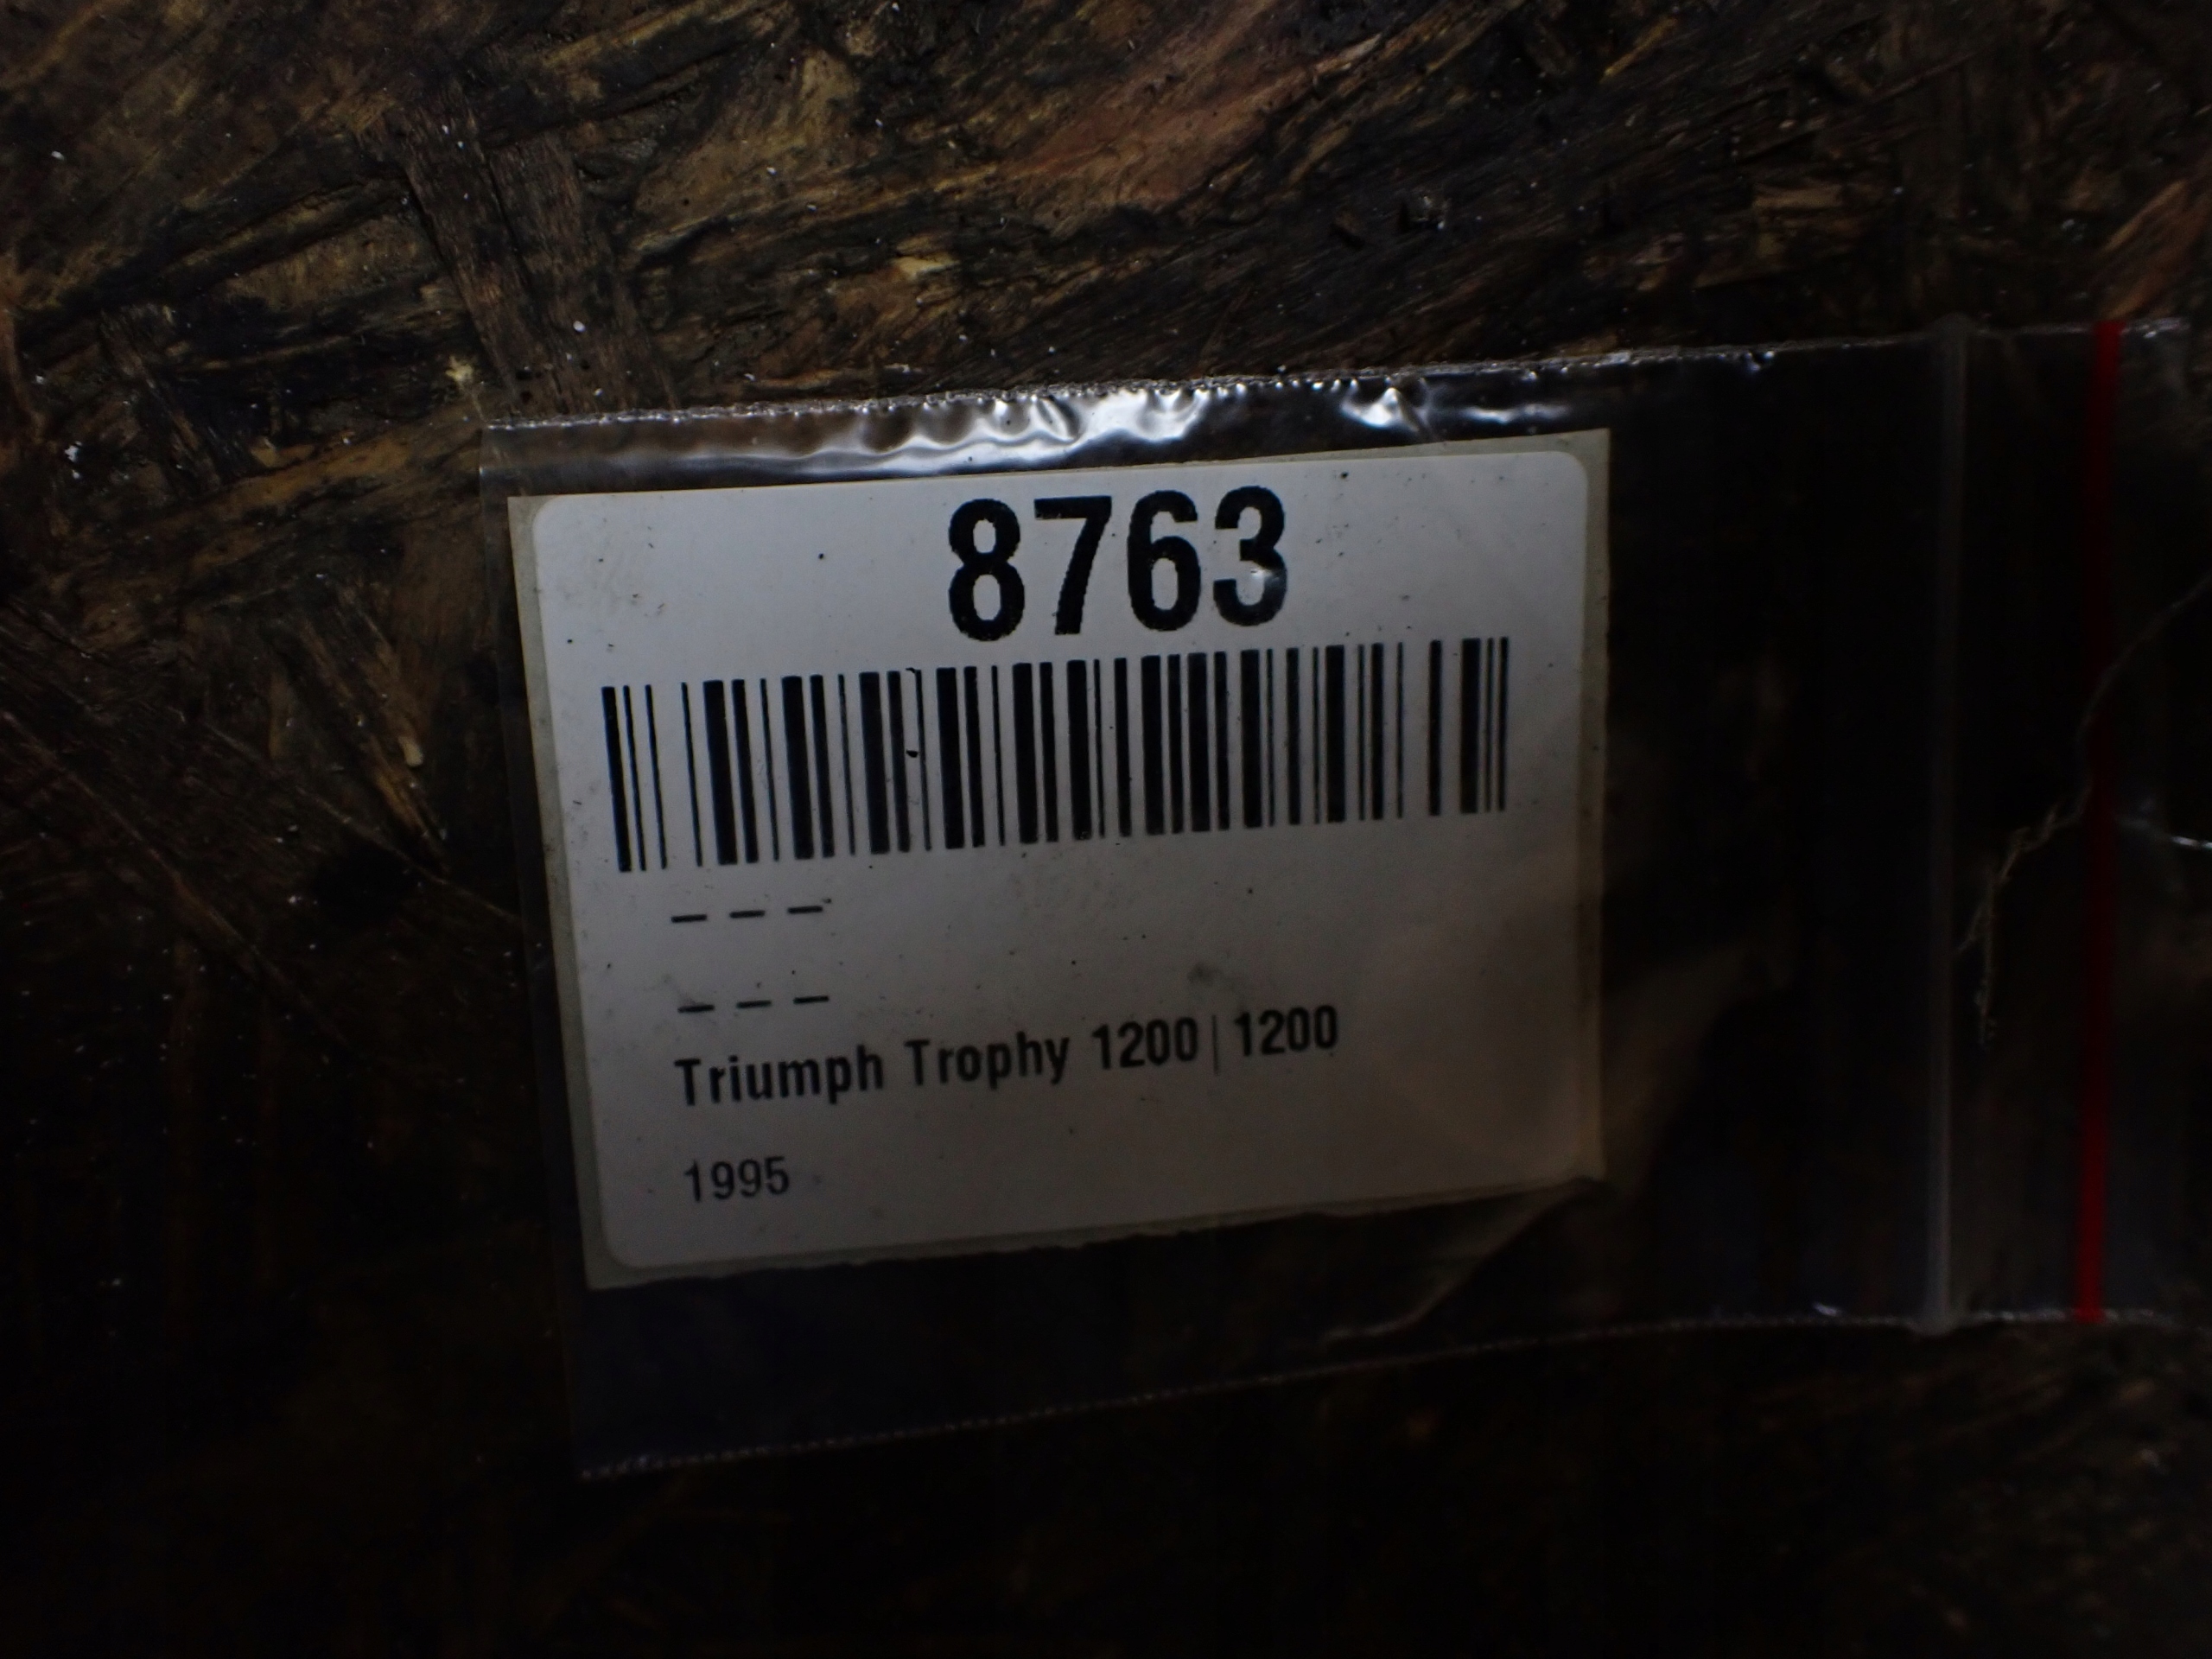 8763
– – –
– – –
Triumph Trophy 1200 | 1200
1995